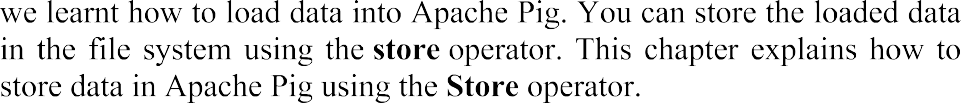 we learnt how to load data into Apache Pig. You can store the loaded data
in the file system using the store operator. This chapter explains how to
store data in Apache Pig using the Store operator.